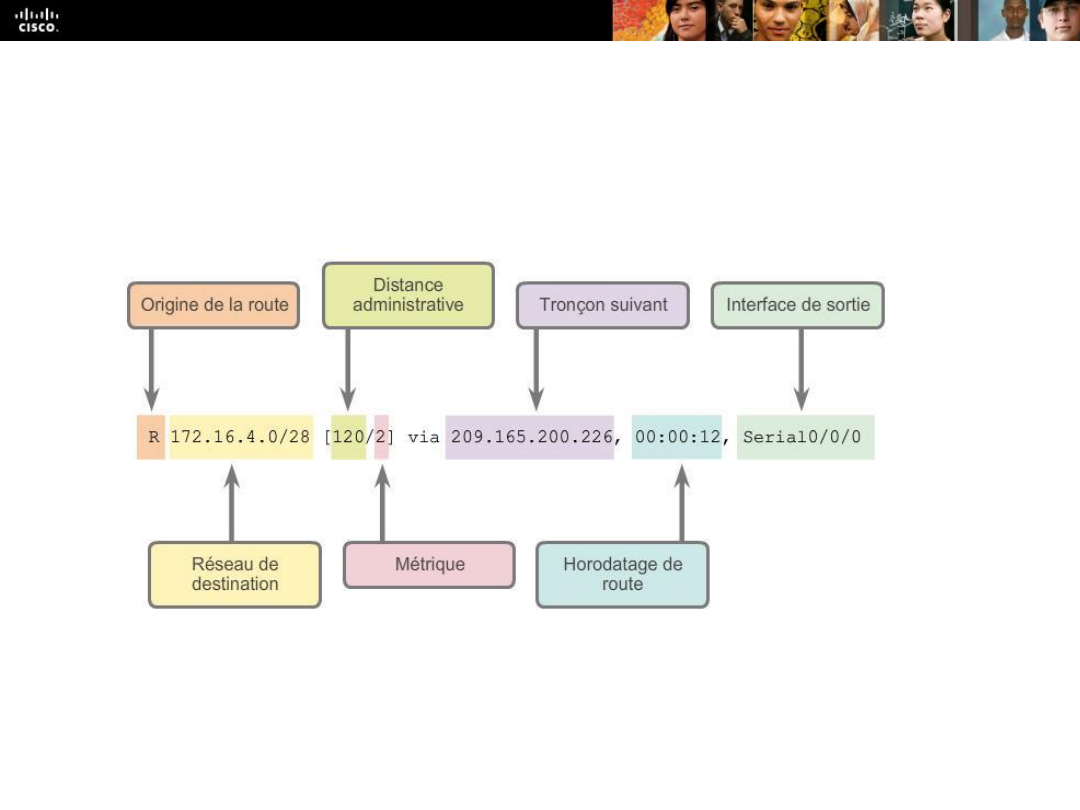 CISCO.
Origine de la route
Distance
administrative
Tronçon suivant
Interface de sortie
R 172.16.4.0/28 [120/2] via 209.165.200.226, 00:00:12, Serial0/0/0
Réseau de
destination
Métrique
Horodatage de
route